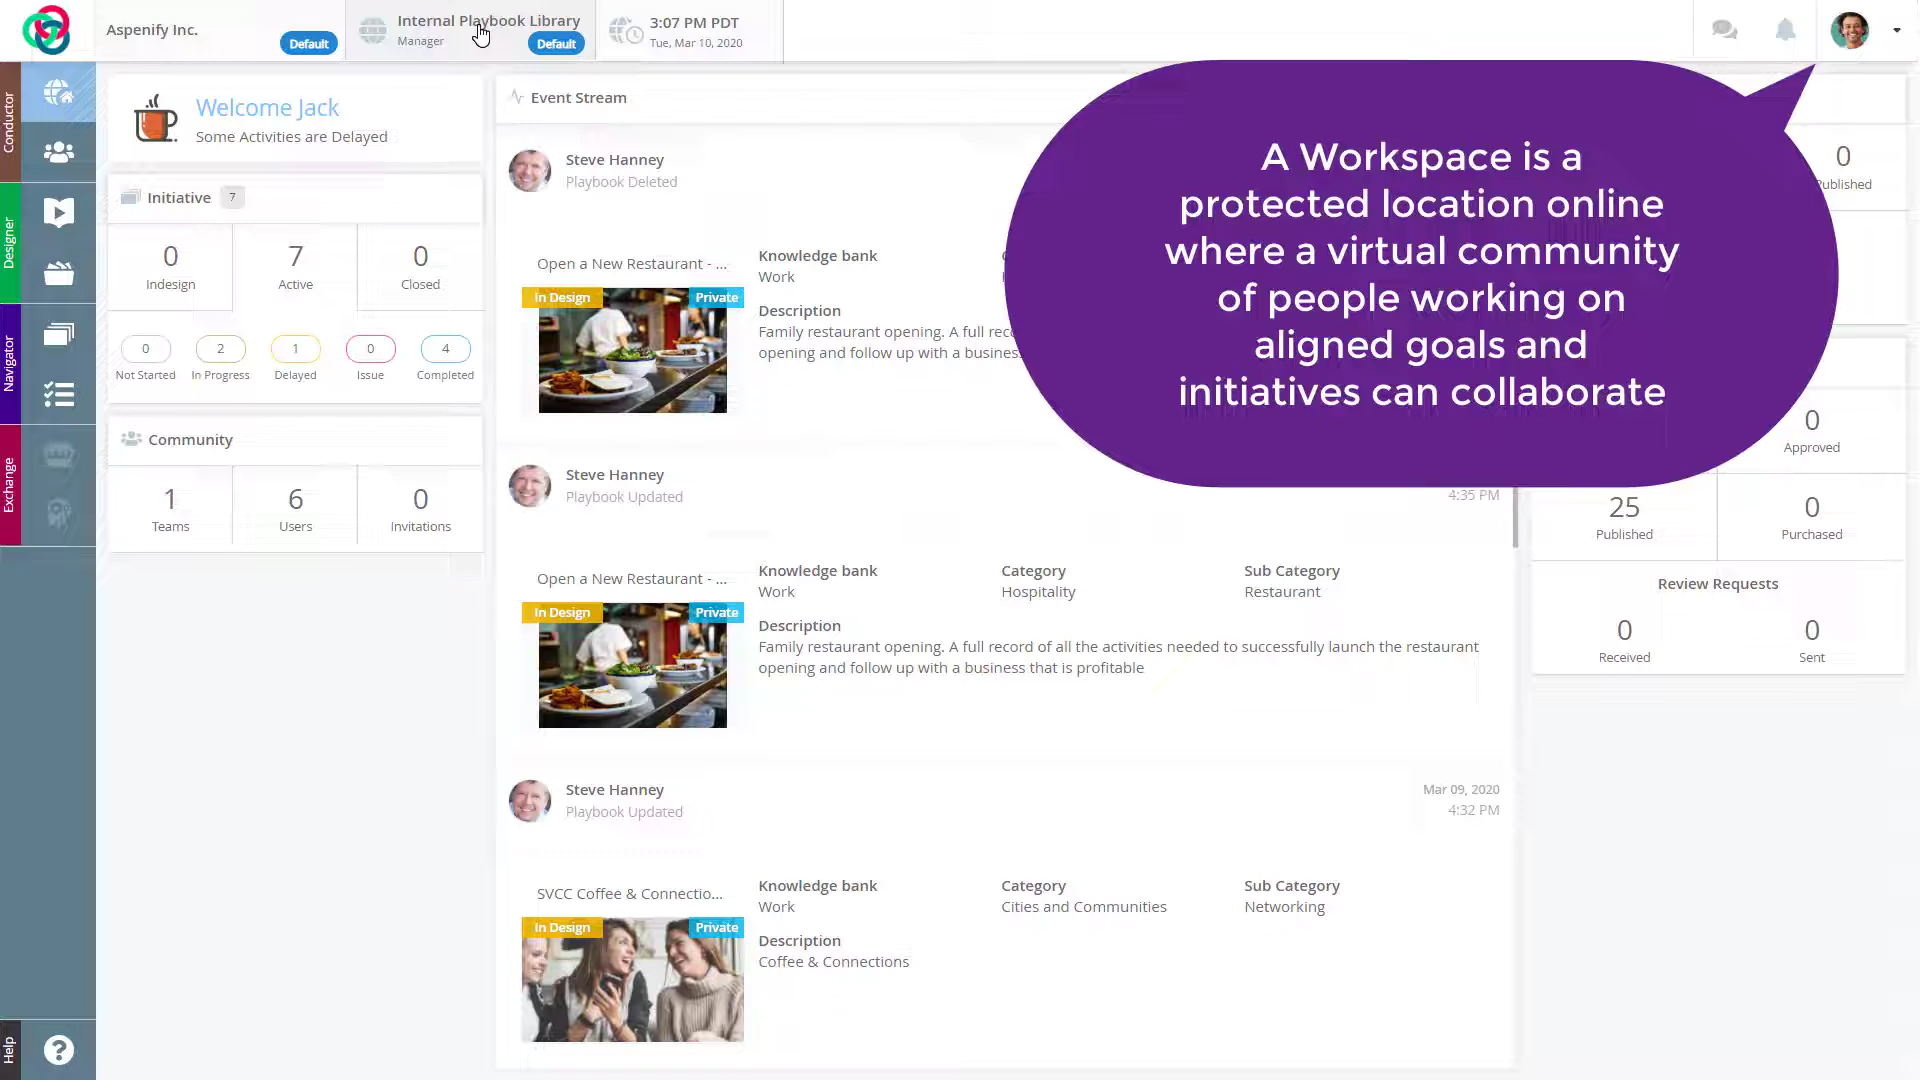 Aspenify Inc.
Default
Internal Playbook Library
Manager
Default
3:07 PM PDT
Tue, Mar 10, 2020
Conductor
Designer
Navigator
Exchange
Help
Welcome Jack
Some Activities are Delayed
Initiative 7
0 7 0
Indesign Active Closed
0 2 1 0 4
Not Started In Progress Delayed Issue Completed
Community
1 6 0
Teams Users Invitations
Event Stream
Steve Hanney
Playbook Deleted
Open a New Restaurant - ...
In Design Private
Knowledge bank
Work
Description
Family restaurant opening. A full
opening and follow up with a
Steve Hanney
Playbook Updated
4:35 PM
Open a New Restaurant - ...
In Design Private
Knowledge bank Category Sub Category
Work Hospitality Restaurant
Description
Family restaurant opening. A full record of all the activities needed to successfully launch the restaurant
opening and follow up with a business that is profitable
Steve Hanney
Playbook Updated
Mar 09, 2020
4:32 PM
SVCC Coffee & Connectio...
In Design Private
Knowledge bank Category Sub Category
Work Cities and Communities Networking
Description
Coffee & Connections
A Workspace is a
protected location online
where a virtual community
of people working on
aligned goals and
initiatives can collaborate
0
0
Approved
25 0
Published Purchased
Review Requests
0 0
Received Sent